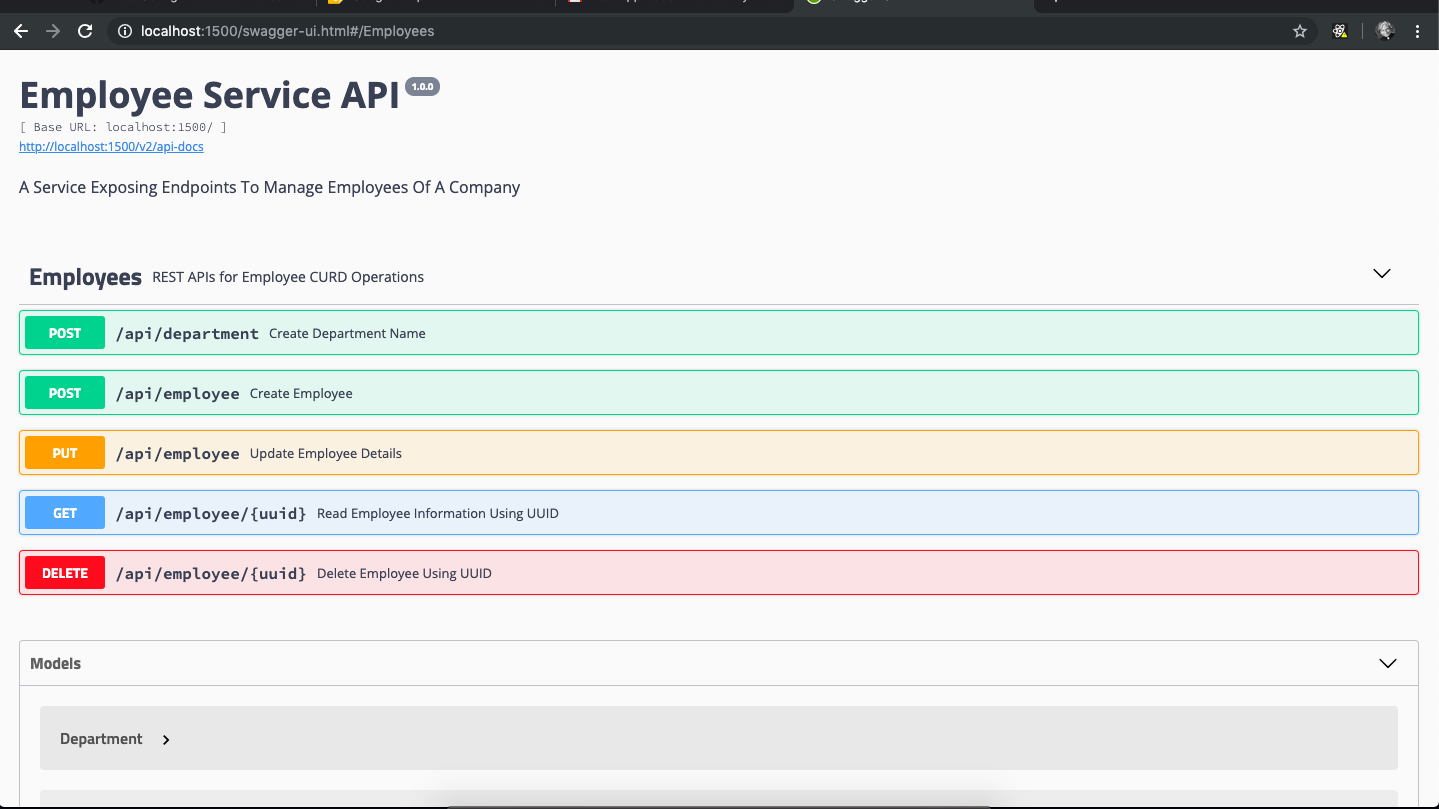 localhost:1500/swagger-ui.html#/Employees
Employee Service API 1.0.0
[ Base URL: localhost:1500/ ]
http://localhost:1500/v2/api-docs
A Service Exposing Endpoints To Manage Employees Of A Company
Employees REST APIs for Employee CURD Operations
POST /api/department Create Department Name
POST /api/employee Create Employee
PUT /api/employee Update Employee Details
GET /api/employee/{uuid} Read Employee Information Using UUID
DELETE /api/employee/{uuid} Delete Employee Using UUID
Models
Department